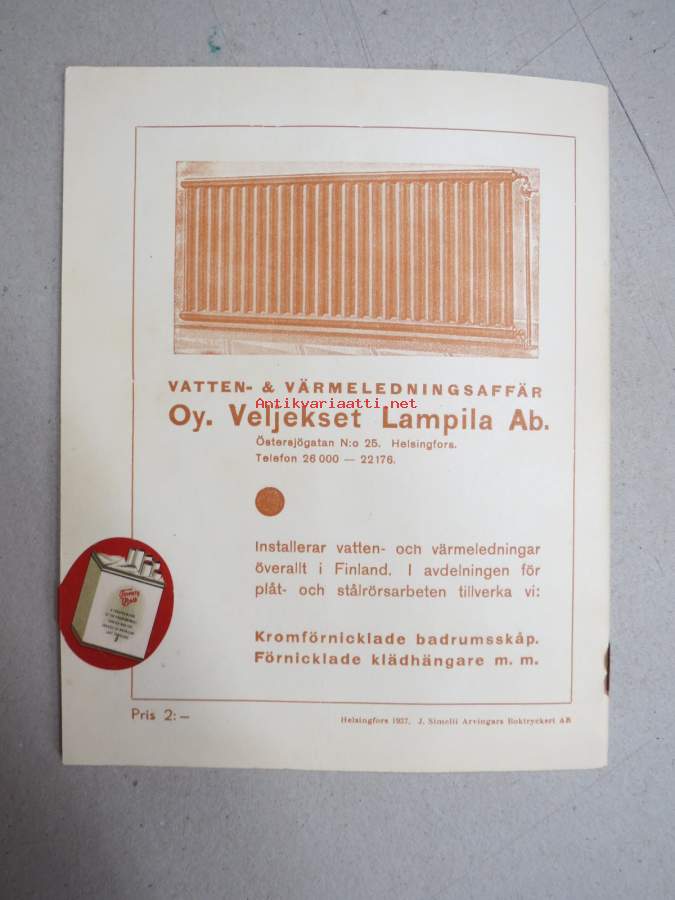 VATTEN- & VÄRMELEDNINGSAFFÄR
Antikvariaatti.net
Oy. Veljekset Lampila Ab.
Östersjögatan N:o 25. Helsingfors.
Telefon 26 000 — 22 176.
Installerar vatten- och värmeledningar
överallt i Finland. I avdelningen för
plåt- och stålrörsarbeten tillverka vi:
Kromförnicklade badrumsskåp.
Förnicklade klädhängare m. m.
Pris 2:—
Helsingfors 1937. J. Simelii Arvingars Boktryckeri AB